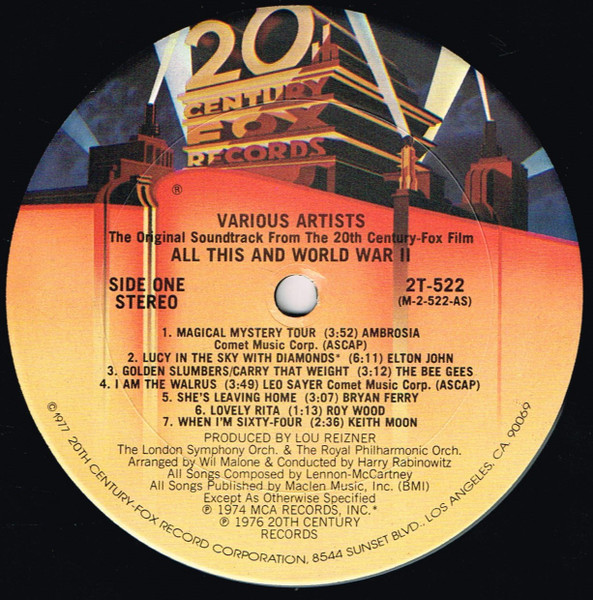 20th
CENTURY
FOX
RECORDS
®
VARIOUS ARTISTS
The Original Soundtrack From The 20th Century-Fox Film
ALL THIS AND WORLD WAR II
SIDE ONE
STEREO
2T-522
(M-2-522-AS)
1. MAGICAL MYSTERY TOUR (3:52) AMBROSIA
Comet Music Corp. (ASCAP)
2. LUCY IN THE SKY WITH DIAMONDS* (6:11) ELTON JOHN
3. GOLDEN SLUMBERS/CARRY THAT WEIGHT (3:12) THE BEE GEES
4. I AM THE WALRUS (3:49) LEO SAYER Comet Music Corp. (ASCAP)
5. SHE'S LEAVING HOME (3:07) BRYAN FERRY
6. LOVELY RITA (1:13) ROY WOOD
7. WHEN I'M SIXTY-FOUR (2:36) KEITH MOON
PRODUCED BY LOU REIZNER
The London Symphony Orch. & The Royal Philharmonic Orch.
Arranged by Wil Malone & Conducted by Harry Rabinowitz
All Songs Composed by Lennon-McCartney
All Songs Published by Maclen Music, Inc. (BMI)
Except As Otherwise Specified
℗ 1974 MCA RECORDS, INC.*
℗ 1976 20TH CENTURY
RECORDS
©1977 20TH CENTURY-FOX RECORD CORPORATION, 8544 SUNSET BLVD., LOS ANGELES, CA. 90069